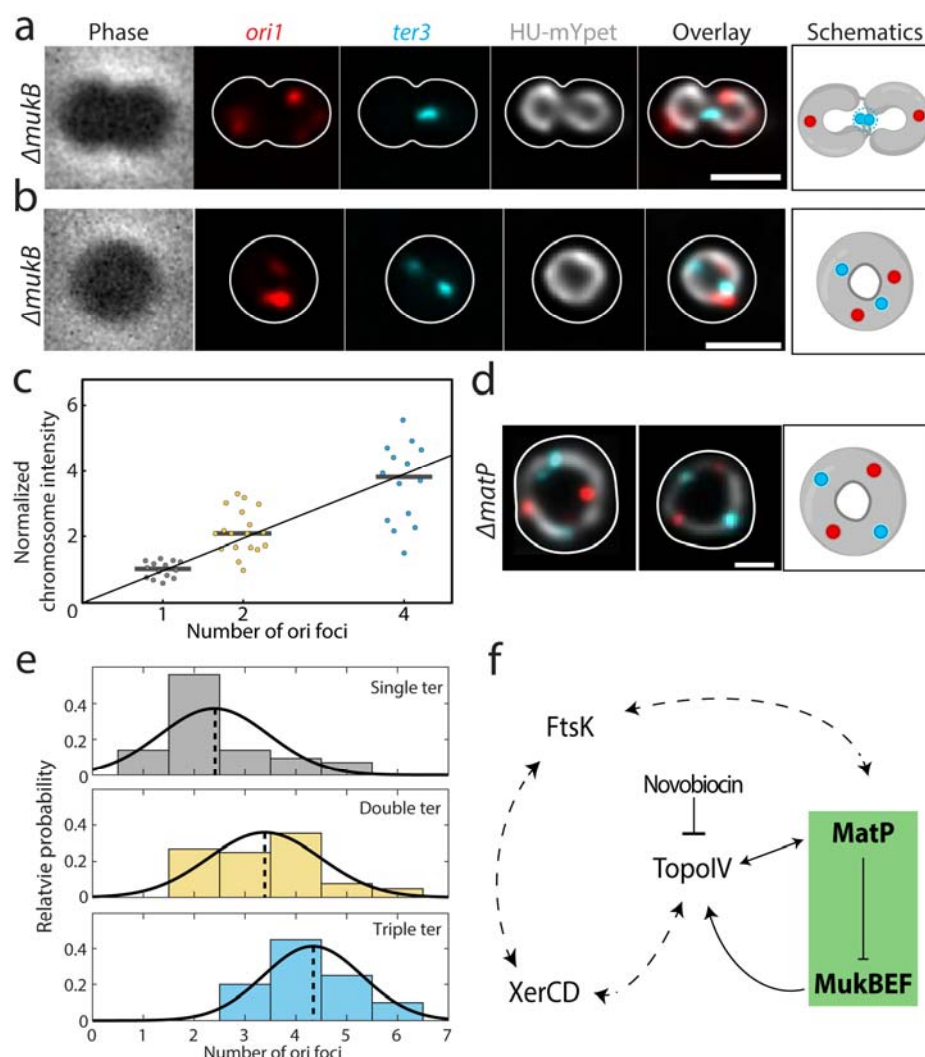 a
Phase ori1 ter3 HU-mYpet Overlay Schematics
ΔmukB
b
ΔmukB
c
Normalized
chromosome intensity
6
4
2
0
1 2 4
Number of ori foci
d
ΔmatP
e
Relatvie probability
Single ter
0.4
0.2
0
Double ter
0.4
0.2
0
Triple ter
0.4
0.2
0
0 1 2 3 4 5 6 7
Number of ori foci
f
FtsK
Novobiocin
TopoIV
MatP
XerCD
MukBEF